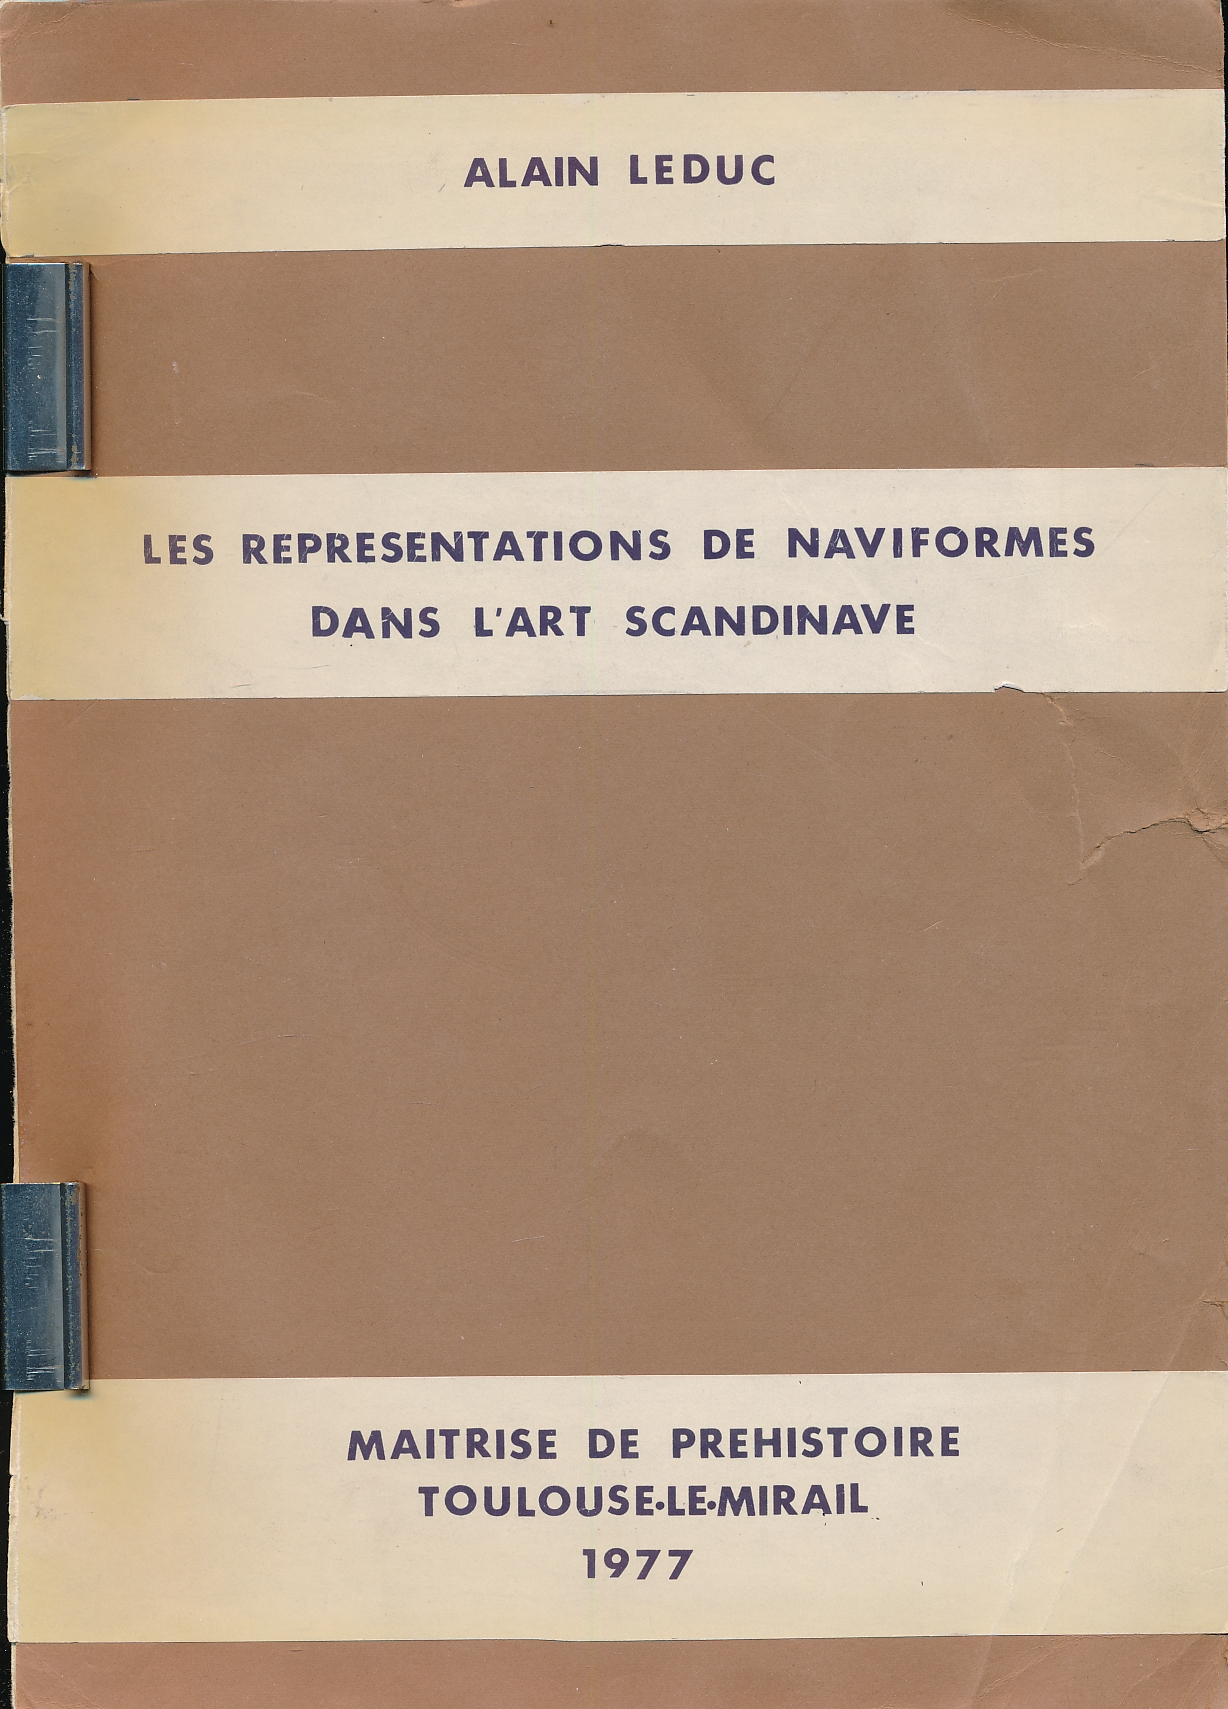 ALAIN LEDUC
LES REPRESENTATIONS DE NAVIFORMES
DANS L'ART SCANDINAVE
MAITRISE DE PREHISTOIRE
TOULOUSE•LE•MIRAIL
1977